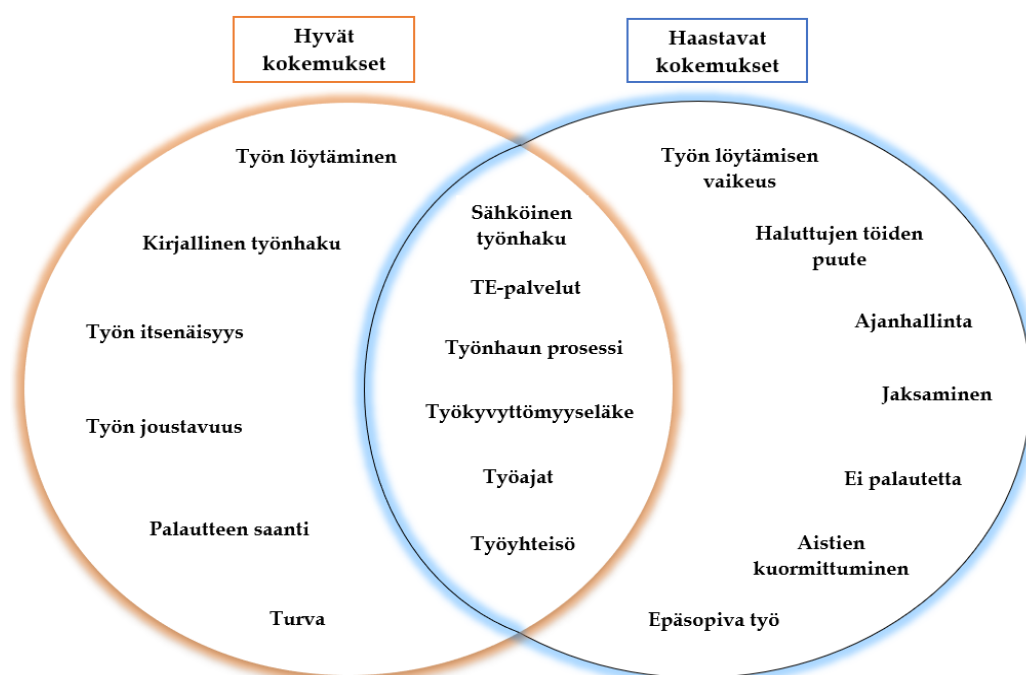 Hyvät
kokemukset
Haastavat
kokemukset
Työn löytäminen
Kirjallinen työnhaku
Työn itsenäisyys
Työn joustavuus
Palautteen saanti
Turva
Sähköinen
työnhaku
TE-palvelut
Työnhaun prosessi
Työkyvyttömyyseläke
Työajat
Työyhteisö
Työn löytämisen
vaikeus
Haluttujen töiden
puute
Ajanhallinta
Jaksaminen
Ei palautetta
Aistien
kuormittuminen
Epäsopiva työ